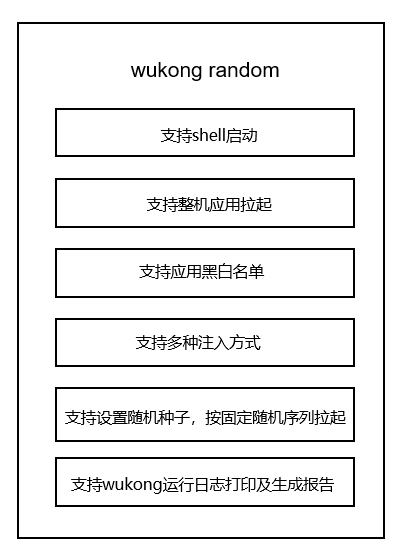 wukong random
支持shell启动
支持整机应用拉起
支持应用黑白名单
支持多种注入方式
支持设置随机种子，按固定随机序列拉起
支持wukong运行日志打印及生成报告